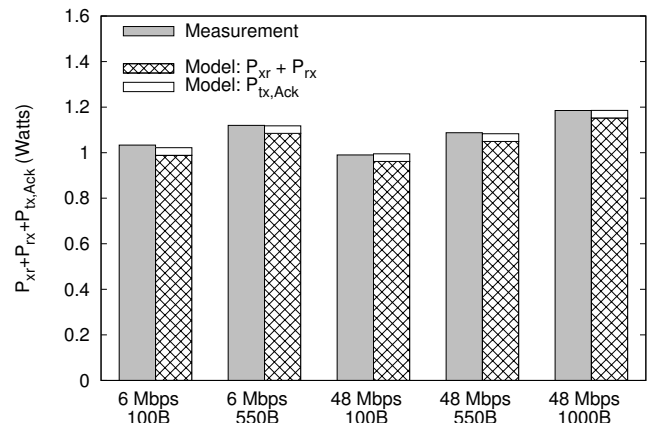 1.6
1.4
1.2
1
0.8
0.6
0.4
0.2
0
P_xr+P_rx+P_tx,Ack (Watts)
Measurement
Model: P_xr + P_rx
Model: P_tx,Ack
6 Mbps 6 Mbps 48 Mbps 48 Mbps 48 Mbps
100B 550B 100B 550B 1000B